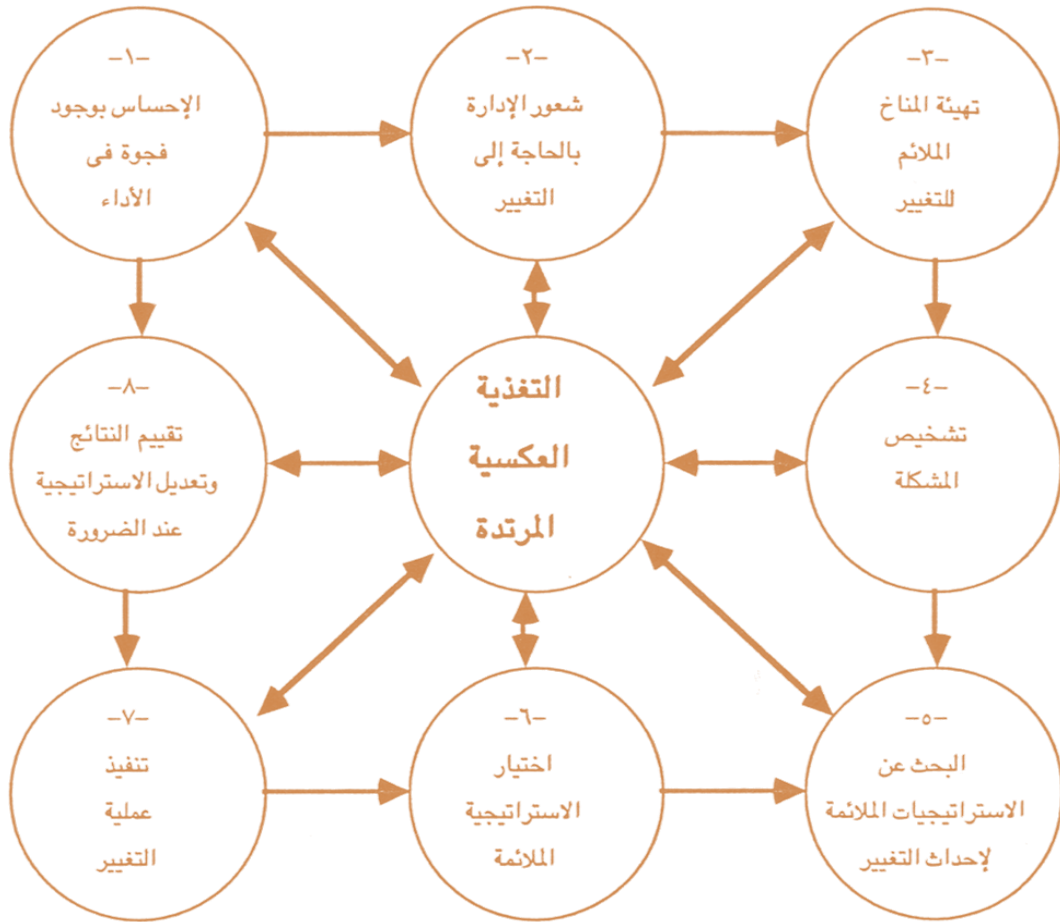 -١-
الإحساس بوجود
فجوة فى
الأداء
-٢-
شعور الإدارة
بالحاجة إلى
التغيير
-٣-
تهيئة المناخ
الملائم
للتغيير
-٤-
تشخيص
المشكلة
-٥-
البحث عن
الاستراتيجيات الملائمة
لإحداث التغيير
-٦-
اختيار
الاستراتيجية
الملائمة
-٧-
تنفيذ
عملية
التغيير
-٨-
تقييم النتائج
وتعديل الاستراتيجية
عند الضرورة
التغذية
العكسية
المرتدة